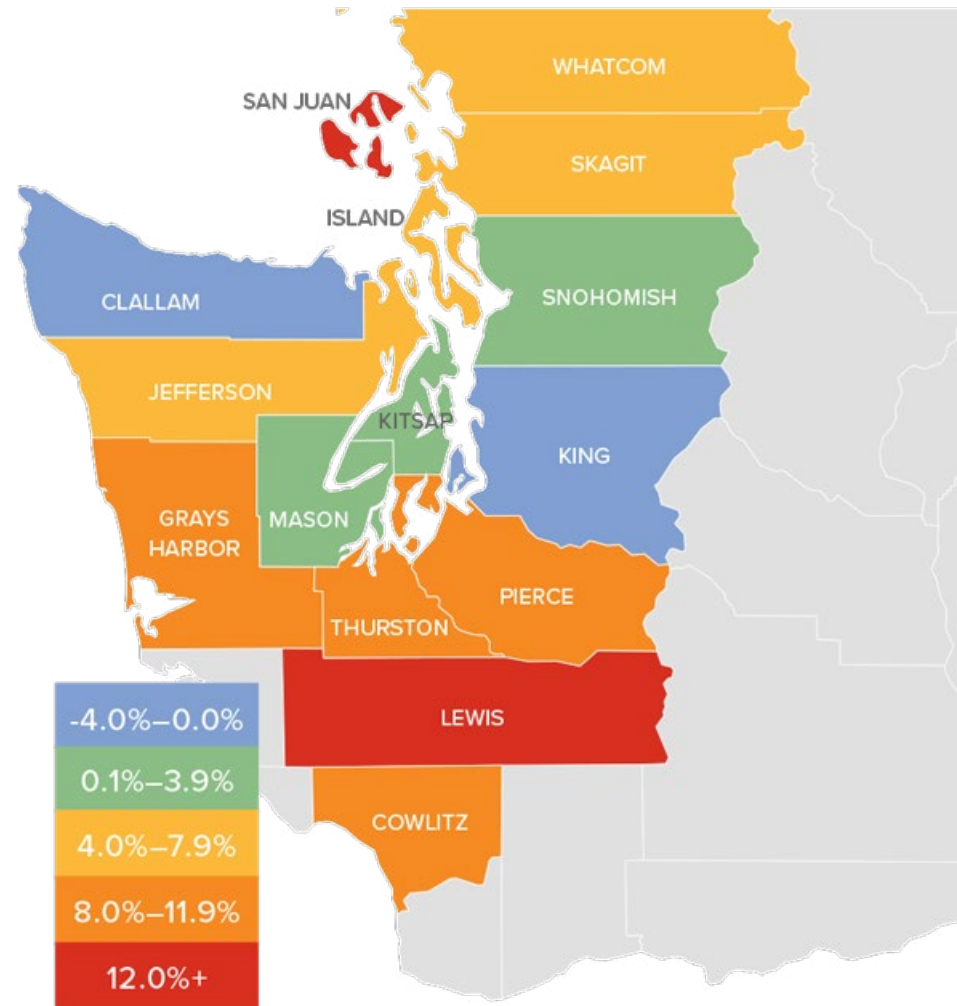 WHATCOM
SAN JUAN
SKAGIT
ISLAND
CLALLAM
SNOHOMISH
JEFFERSON
KITSAP
KING
GRAYS
HARBOR
MASON
PIERCE
THURSTON
LEWIS
COWLITZ
-4.0%–0.0%
0.1%–3.9%
4.0%–7.9%
8.0%–11.9%
12.0%+